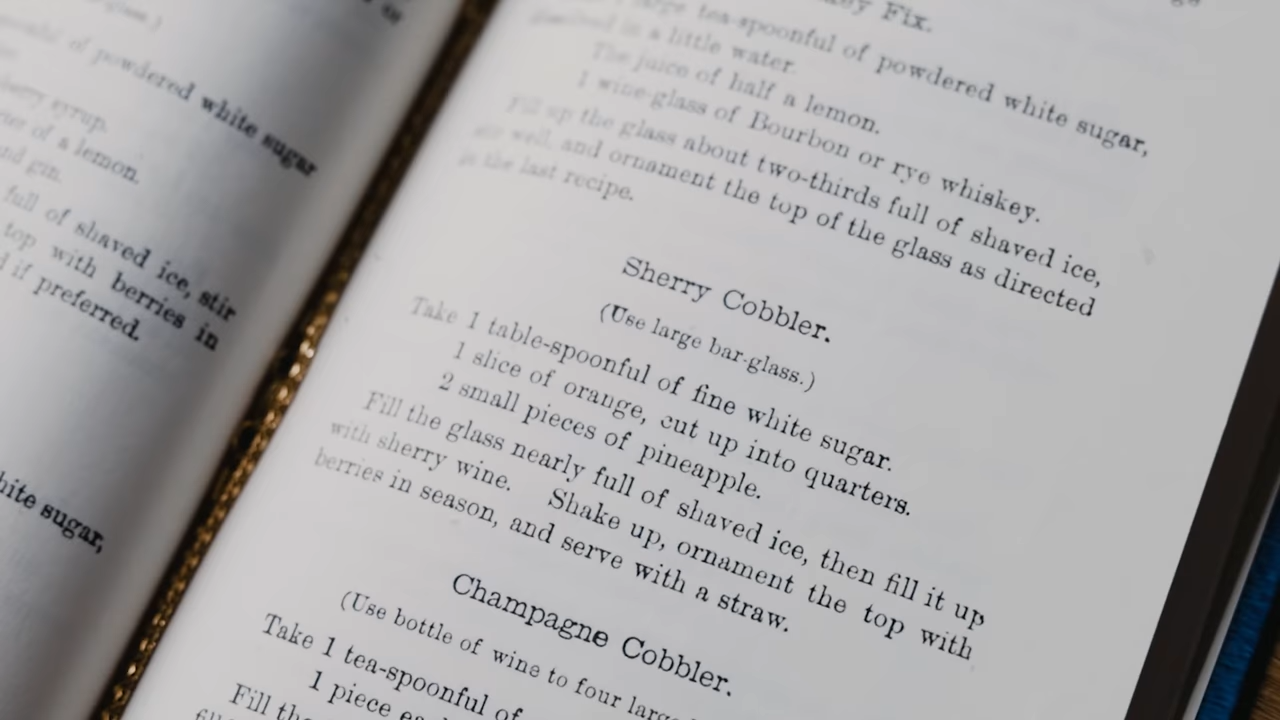 powdered white sugar
berry syrup.
of a lemon.
gin.
full of shaved ice, stir
top with berries in
if preferred.
white sugar,
Fix.
large tea-spoonful of powdered white sugar,
dissolved in a little water.
The juice of half a lemon.
1 wine-glass of Bourbon or rye whiskey.
Fill up the glass about two-thirds full of shaved ice,
stir well, and ornament the top of the glass as directed
in the last recipe.
Sherry Cobbler.
(Use large bar-glass.)
Take 1 table-spoonful of fine white sugar.
1 slice of orange, cut up into quarters.
2 small pieces of pineapple.
Fill the glass nearly full of shaved ice, then fill it up
with sherry wine. Shake up, ornament the top with
berries in season, and serve with a straw.
Champagne Cobbler.
(Use bottle of wine to four large
Take 1 tea-spoonful of
1 piece
Fill the